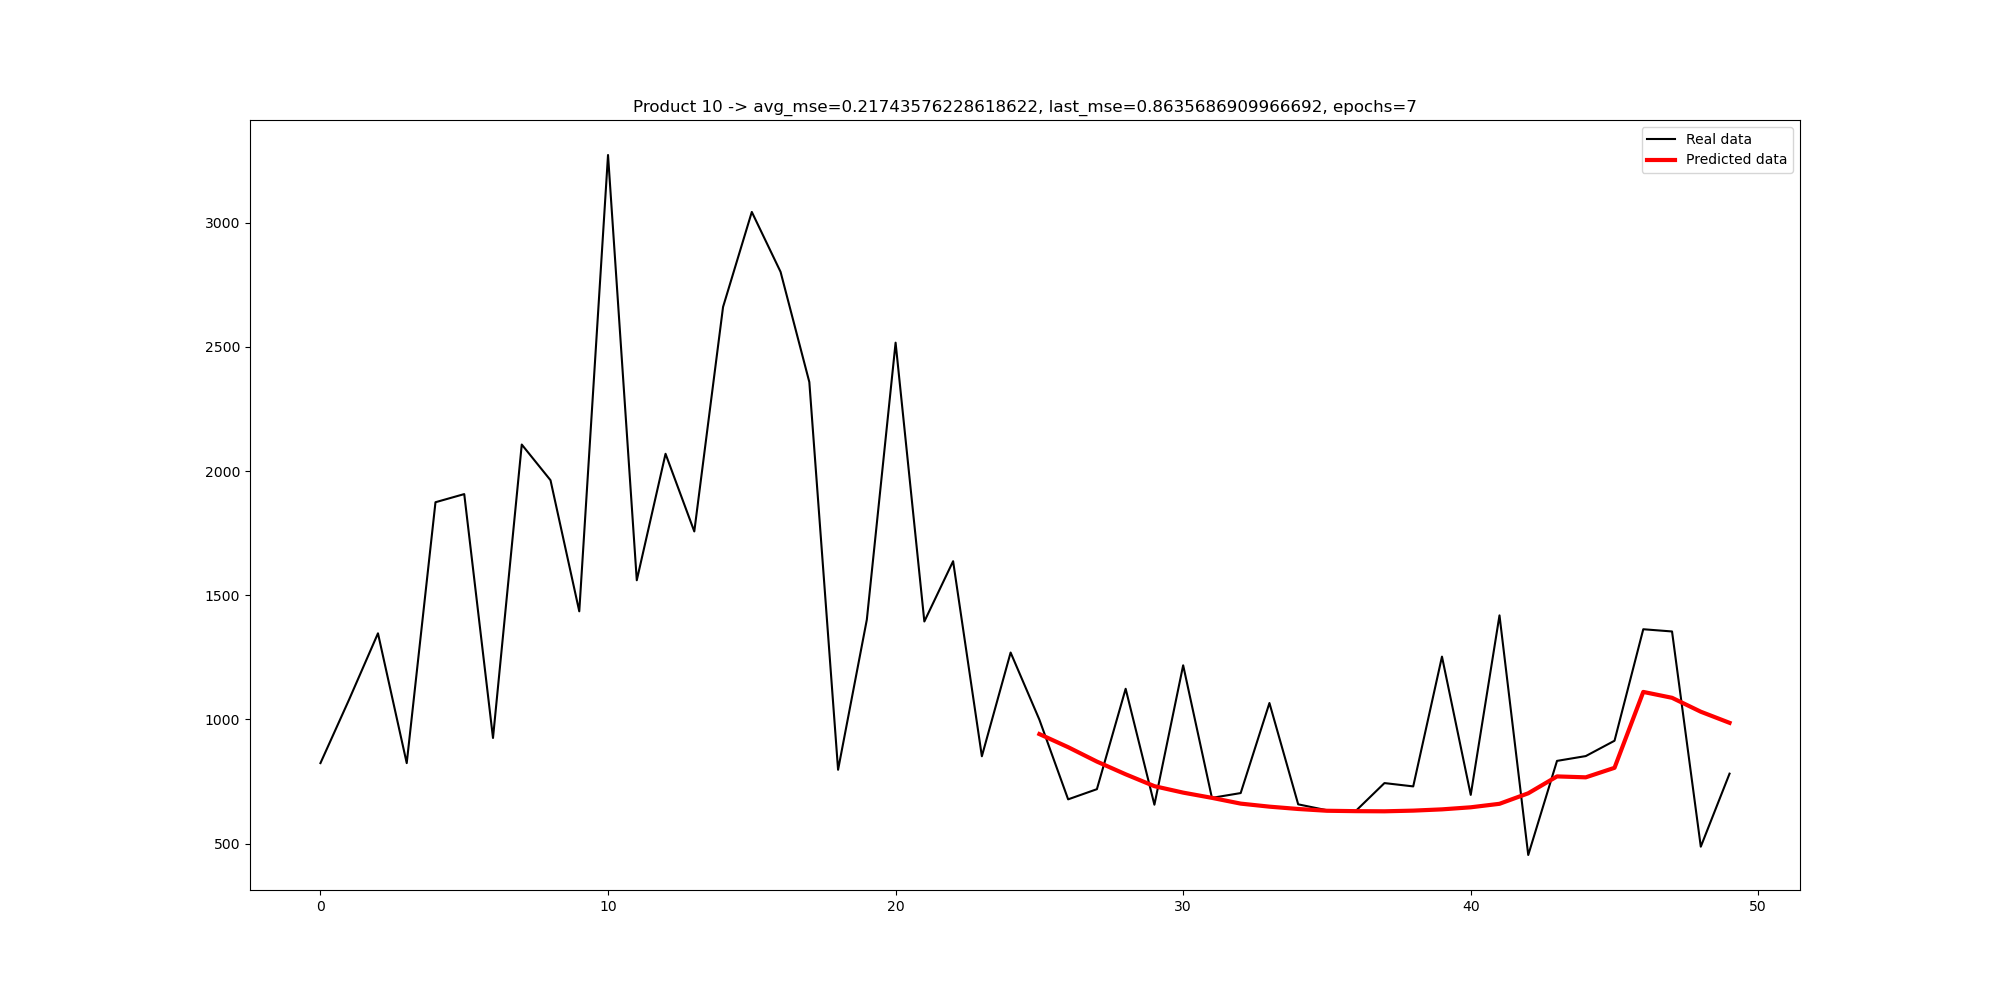 Product 10 -> avg_mse=0.21743576228618622, last_mse=0.8635686909966692, epochs=7
Real data
Predicted data
3000
2500
2000
1500
1000
500
0 10 20 30 40 50